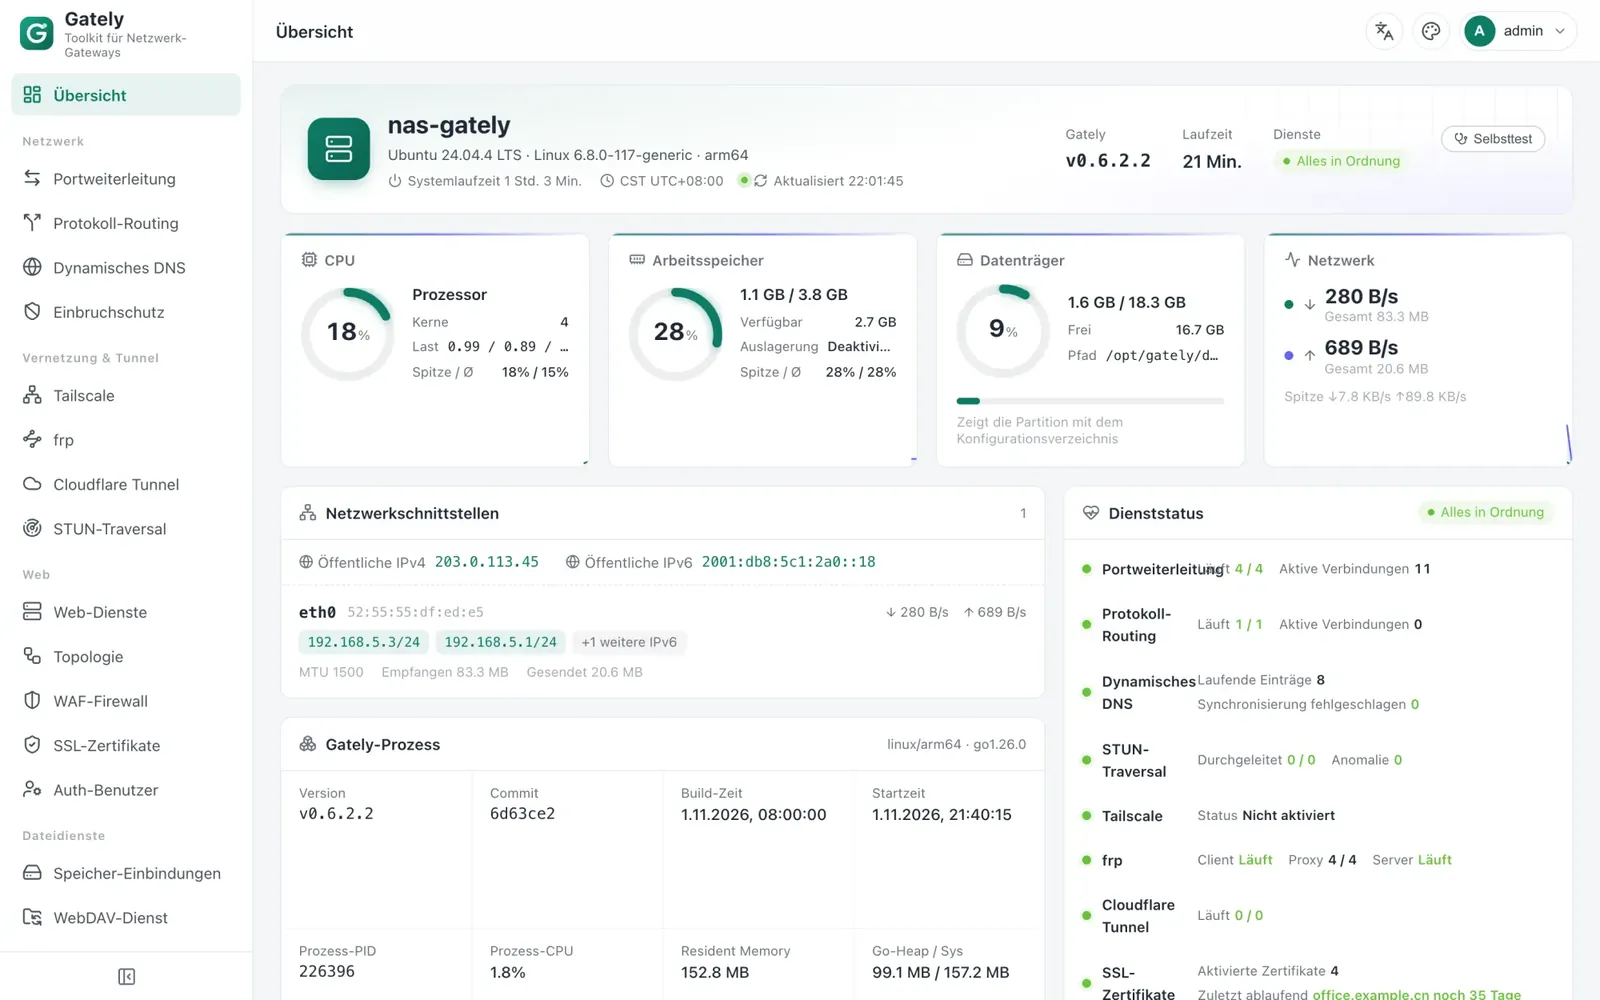 Gately
Toolkit für Netzwerk-
Gateways
Übersicht
Netzwerk
Portweiterleitung
Protokoll-Routing
Dynamisches DNS
Einbruchschutz
Vernetzung & Tunnel
Tailscale
frp
Cloudflare Tunnel
STUN-Traversal
Web
Web-Dienste
Topologie
WAF-Firewall
SSL-Zertifikate
Auth-Benutzer
Dateidienste
Speicher-Einbindungen
WebDAV-Dienst
Übersicht
A admin
nas-gately
Ubuntu 24.04.4 LTS · Linux 6.8.0-117-generic · arm64
Systemlaufzeit 1 Std. 3 Min. CST UTC+08:00 Aktualisiert 22:01:45
Gately
v0.6.2.2
Laufzeit
21 Min.
Dienste
Alles in Ordnung
Selbsttest
CPU
18%
Prozessor
Kerne 4
Last 0.99 / 0.89 / …
Spitze / Ø 18% / 15%
Arbeitsspeicher
28%
1.1 GB / 3.8 GB
Verfügbar 2.7 GB
Auslagerung Deaktivi...
Spitze / Ø 28% / 28%
Datenträger
9%
1.6 GB / 18.3 GB
Frei 16.7 GB
Pfad /opt/gately/d…
Zeigt die Partition mit dem
Konfigurationsverzeichnis
Netzwerk
↓ 280 B/s
Gesamt 83.3 MB
↑ 689 B/s
Gesamt 20.6 MB
Spitze ↓7.8 KB/s ↑89.8 KB/s
Netzwerkschnittstellen 1
Öffentliche IPv4 203.0.113.45 Öffentliche IPv6 2001:db8:5c1:2a0::18
eth0 52:55:55:df:ed:e5 ↓ 280 B/s ↑ 689 B/s
192.168.5.3/24 192.168.5.1/24 +1 weitere IPv6
MTU 1500 Empfangen 83.3 MB Gesendet 20.6 MB
Gately-Prozess linux/arm64 · go1.26.0
Version
v0.6.2.2
Commit
6d63ce2
Build-Zeit
1.11.2026, 08:00:00
Startzeit
1.11.2026, 21:40:15
Prozess-PID
226396
Prozess-CPU
1.8%
Resident Memory
152.8 MB
Go-Heap / Sys
99.1 MB / 157.2 MB
Dienststatus Alles in Ordnung
Portweiterleitung Läuft 4 / 4 Aktive Verbindungen 11
Protokoll-
Routing
Läuft 1 / 1 Aktive Verbindungen 0
Dynamisches
DNS
Laufende Einträge 8
Synchronisierung fehlgeschlagen 0
STUN-
Traversal
Durchgeleitet 0 / 0 Anomalie 0
Tailscale Status Nicht aktiviert
frp Client Läuft Proxy 4 / 4 Server Läuft
Cloudflare
Tunnel
Läuft 0 / 0
SSL-
Zertifikate
Aktivierte Zertifikate 4
Zuletzt ablaufend office.example.cn noch 35 Tage